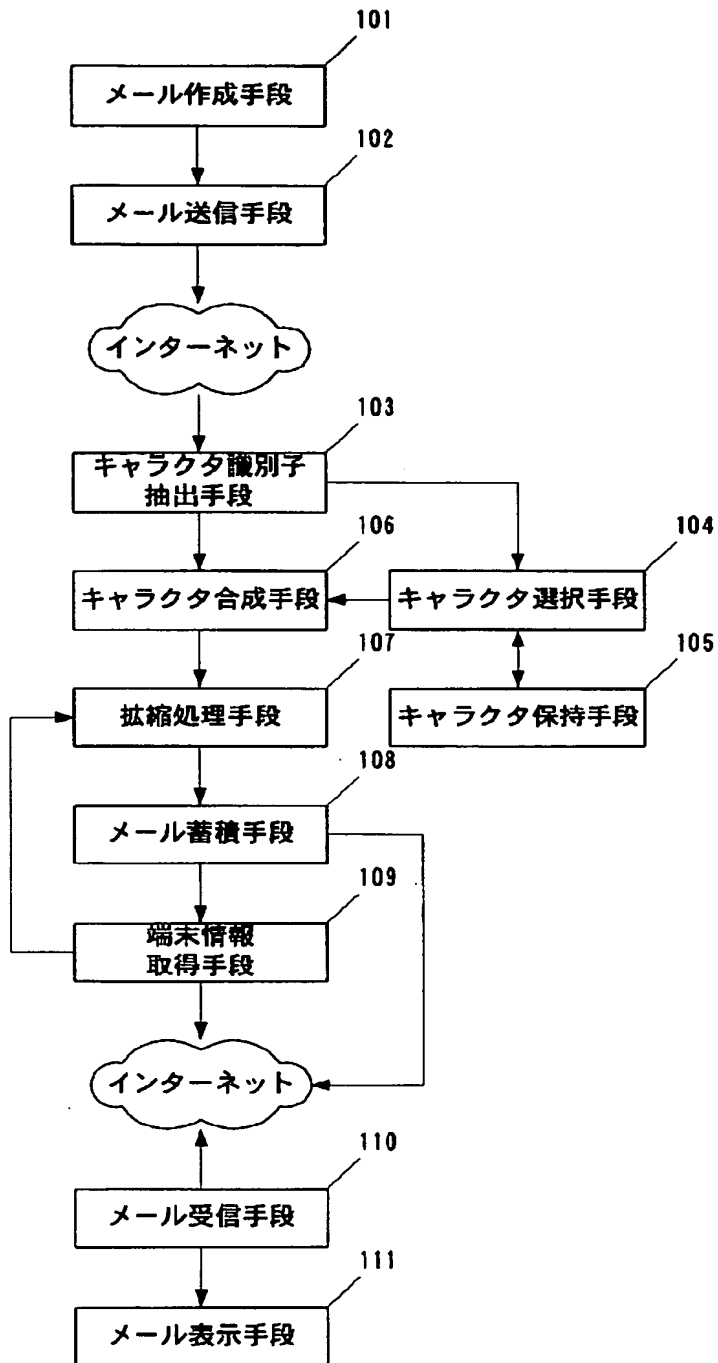 101
メール作成手段
102
メール送信手段
インターネット
103
キャラクタ識別子
抽出手段
106
キャラクタ合成手段
104
キャラクタ選択手段
107
拡縮処理手段
105
キャラクタ保持手段
108
メール蓄積手段
109
端末情報
取得手段
インターネット
110
メール受信手段
111
メール表示手段